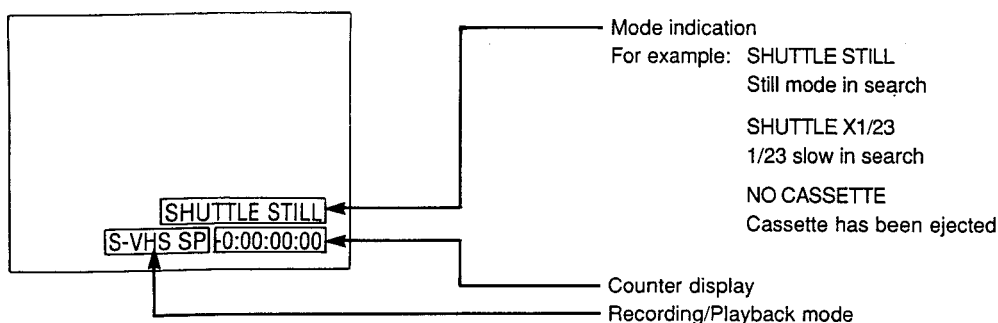 Mode indication
For example: SHUTTLE STILL
Still mode in search
SHUTTLE X1/23
1/23 slow in search
NO CASSETTE
Cassette has been ejected
SHUTTLE STILL
S-VHS SP -0:00:00:00
Counter display
Recording/Playback mode